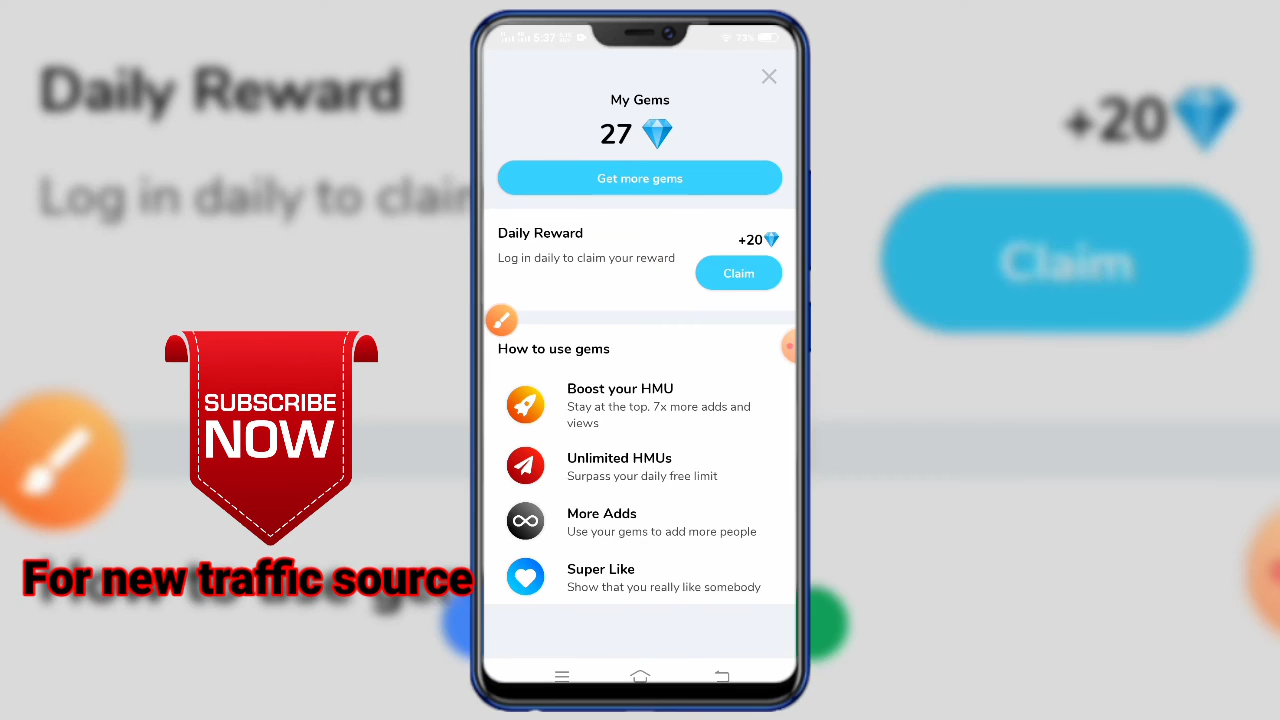 Daily Reward
Log in daily to clai
+20
Claim
5:37
73%
My Gems
27
Get more gems
Daily Reward
+20
Log in daily to claim your reward
Claim
How to use gems
Boost your HMU
Stay at the top. 7x more adds and
views
Unlimited HMUs
Surpass your daily free limit
More Adds
Use your gems to add more people
Super Like
Show that you really like somebody
SUBSCRIBE
NOW
For new traffic source